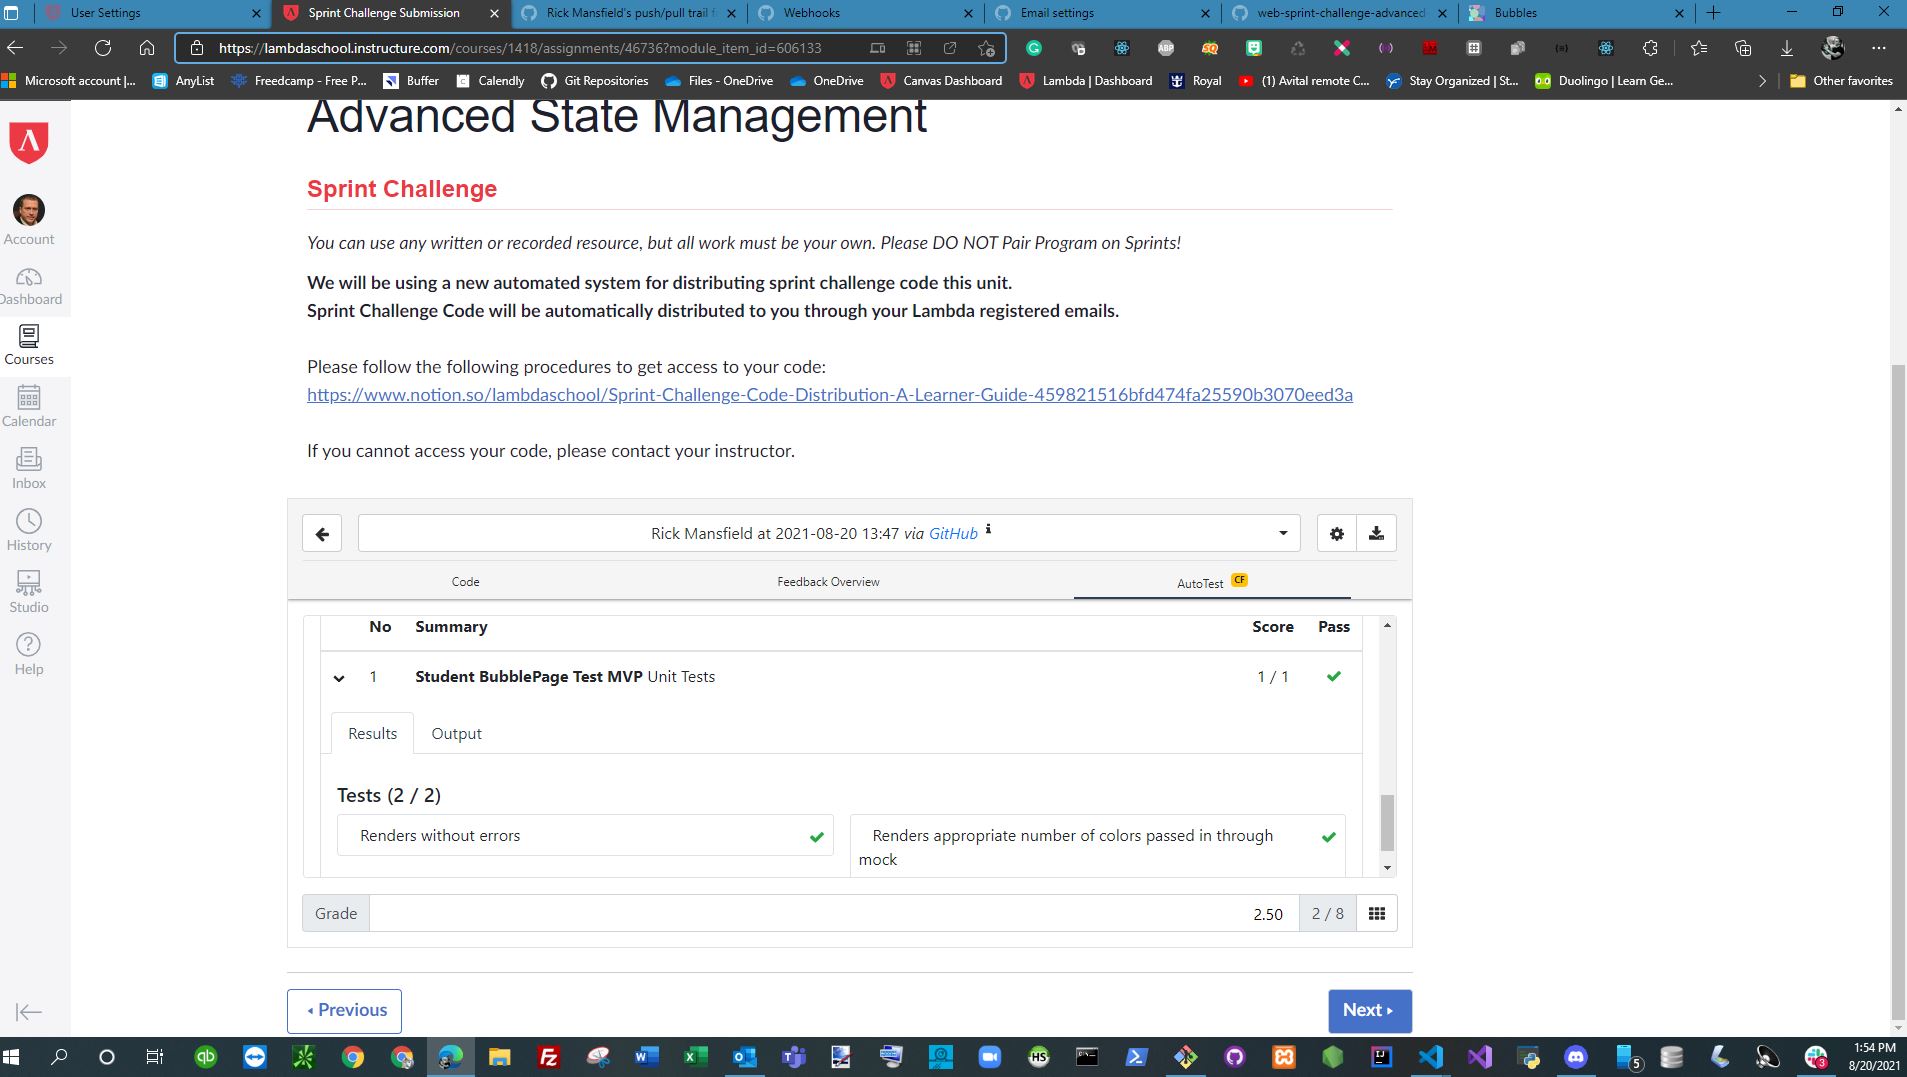 User Settings
Sprint Challenge Submission
Rick Mansfield's push/pull trail f
Webhooks
Email settings
web-sprint-challenge-advanced
Bubbles
https://lambdaschool.instructure.com/courses/1418/assignments/46736?module_item_id=606133
Microsoft account |...
AnyList
Freedcamp - Free P...
Buffer
Calendly
Git Repositories
Files - OneDrive
OneDrive
Canvas Dashboard
Lambda | Dashboard
Royal
(1) Avital remote C...
Stay Organized | St...
Duolingo | Learn Ge...
Other favorites
Account
Dashboard
Courses
Calendar
Inbox
History
Studio
Help
Advanced State Management
Sprint Challenge
You can use any written or recorded resource, but all work must be your own. Please DO NOT Pair Program on Sprints!
We will be using a new automated system for distributing sprint challenge code this unit.
Sprint Challenge Code will be automatically distributed to you through your Lambda registered emails.
Please follow the following procedures to get access to your code:
https://www.notion.so/lambdaschool/Sprint-Challenge-Code-Distribution-A-Learner-Guide-459821516bfd474fa25590b3070eed3a
If you cannot access your code, please contact your instructor.
Rick Mansfield at 2021-08-20 13:47 via GitHub i
Code
Feedback Overview
AutoTest CF
No Summary Score Pass
1 Student BubblePage Test MVP Unit Tests 1 / 1
Results Output
Tests (2 / 2)
Renders without errors
Renders appropriate number of colors passed in through
mock
Grade 2.50 2 / 8
Previous
Next
1:54 PM
8/20/2021